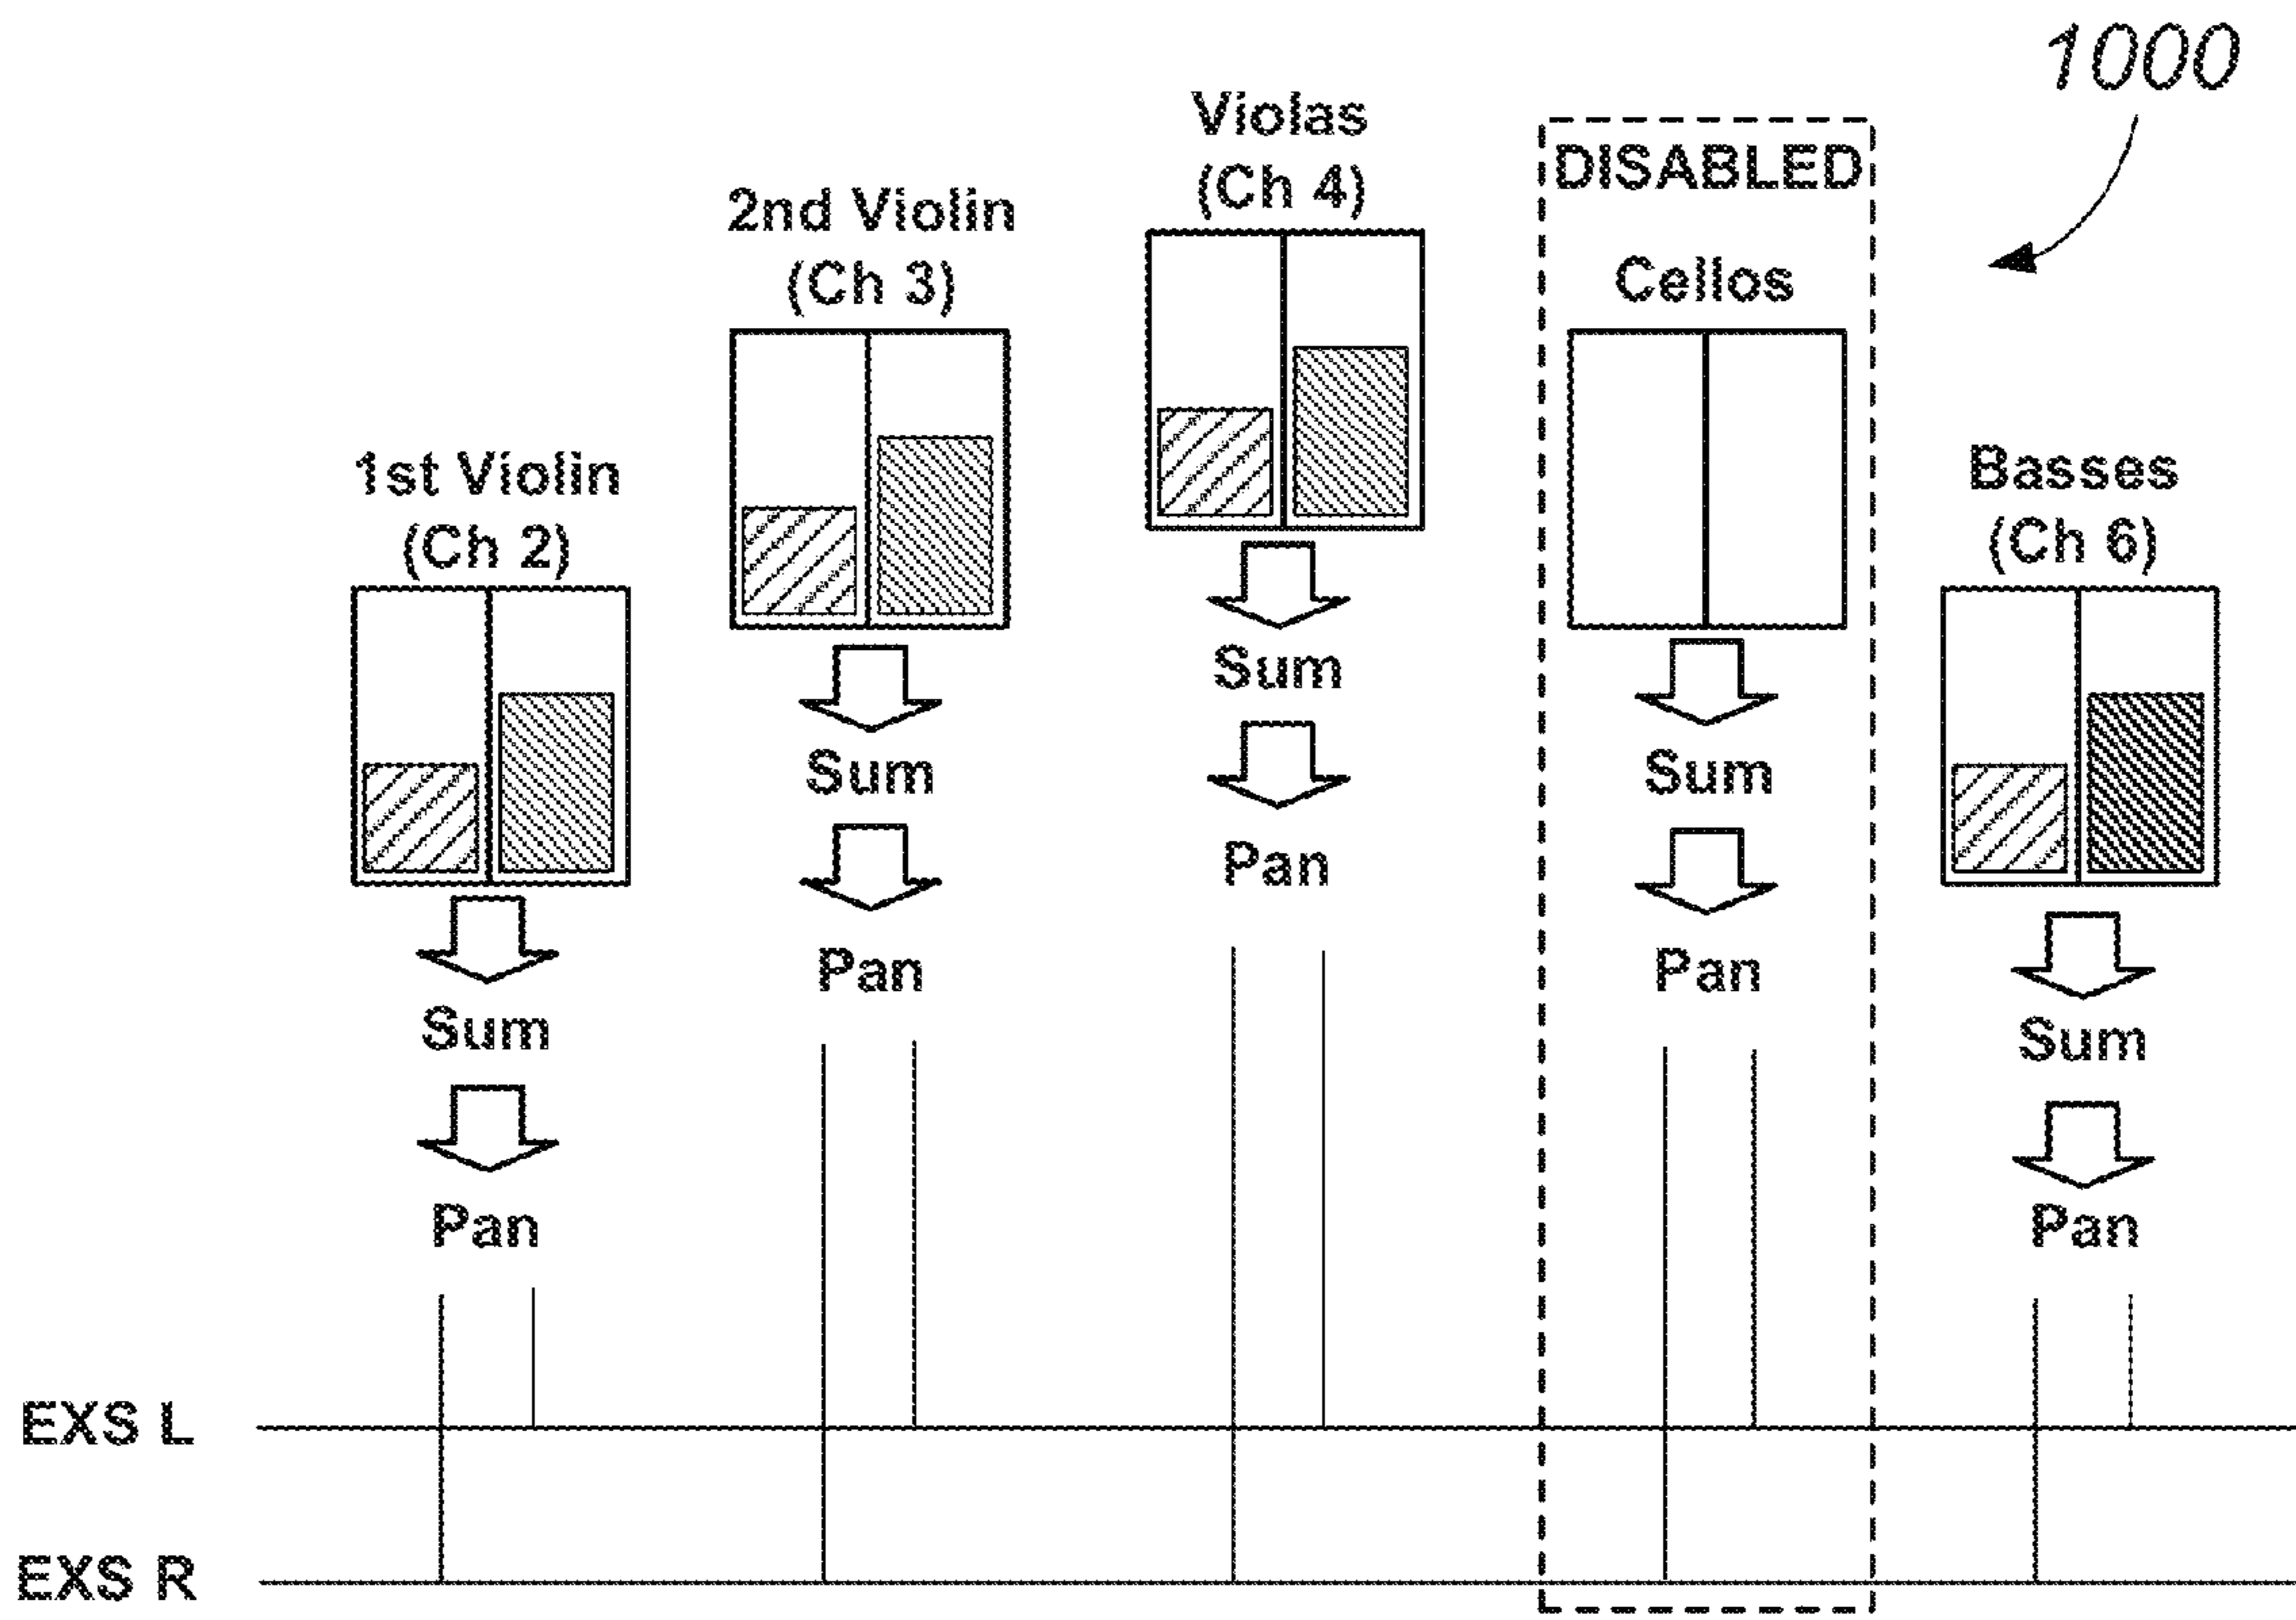 1000
1st Violin
(Ch 2)
Sum
Pan
2nd Violin
(Ch 3)
Sum
Pan
Violas
(Ch 4)
Sum
Pan
DISABLED
Cellos
Sum
Pan
Basses
(Ch 6)
Sum
Pan
EXS L
EXS R